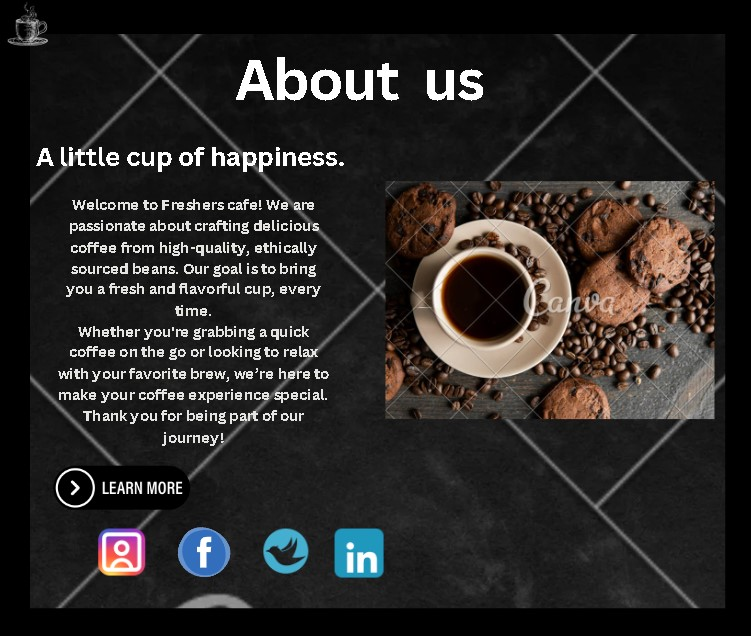 About us
A little cup of happiness.
Welcome to Freshers cafe! We are
passionate about crafting delicious
coffee from high-quality, ethically
sourced beans. Our goal is to bring
you a fresh and flavorful cup, every
time.
Whether you're grabbing a quick
coffee on the go or looking to relax
with your favorite brew, we're here to
make your coffee experience special.
Thank you for being part of our
journey!
Canva
LEARN MORE
f
in